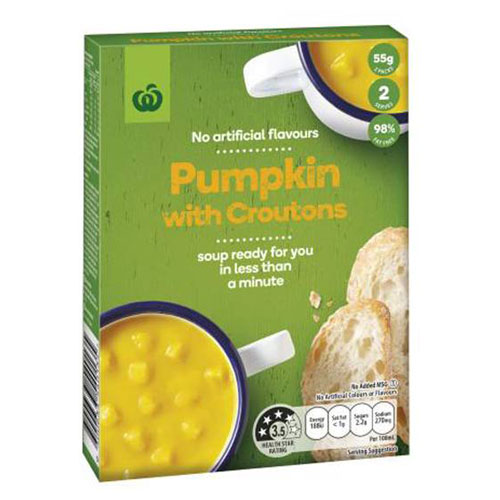 Pumpkin with Croutons
55g
2 PACKS
2
SERVES
98%
FAT FREE
No artificial flavours
Pumpkin
with Croutons
soup ready for you
in less than
a minute
No Added MSG
No Artificial Colours or Flavours
3.5
HEALTH STAR
RATING
Energy
168kJ
Sat Fat
<1g
Sugars
2.2g
Sodium
270mg
Per 100mL
Serving Suggestion